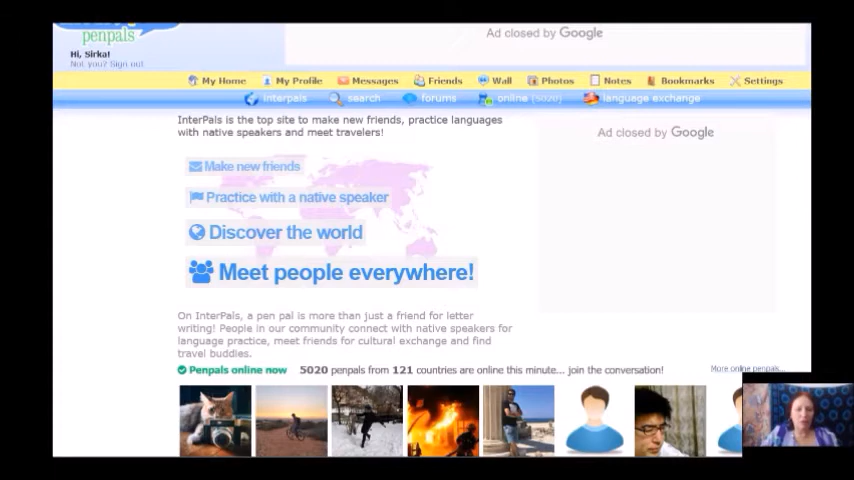 penpals
Hi, Sirka!
Not you? Sign out
Ad closed by Google
My Home My Profile Messages Friends Wall Photos Notes Bookmarks Settings
interpals search forums online (5020) language exchange
InterPals is the top site to make new friends, practice languages
with native speakers and meet travelers!
Ad closed by Google
Make new friends
Practice with a native speaker
Discover the world
Meet people everywhere!
On InterPals, a pen pal is more than just a friend for letter
writing! People in our community connect with native speakers for
language practice, meet friends for cultural exchange and find
travel buddies.
Penpals online now 5020 penpals from 121 countries are online this minute... join the conversation! More online penpals...